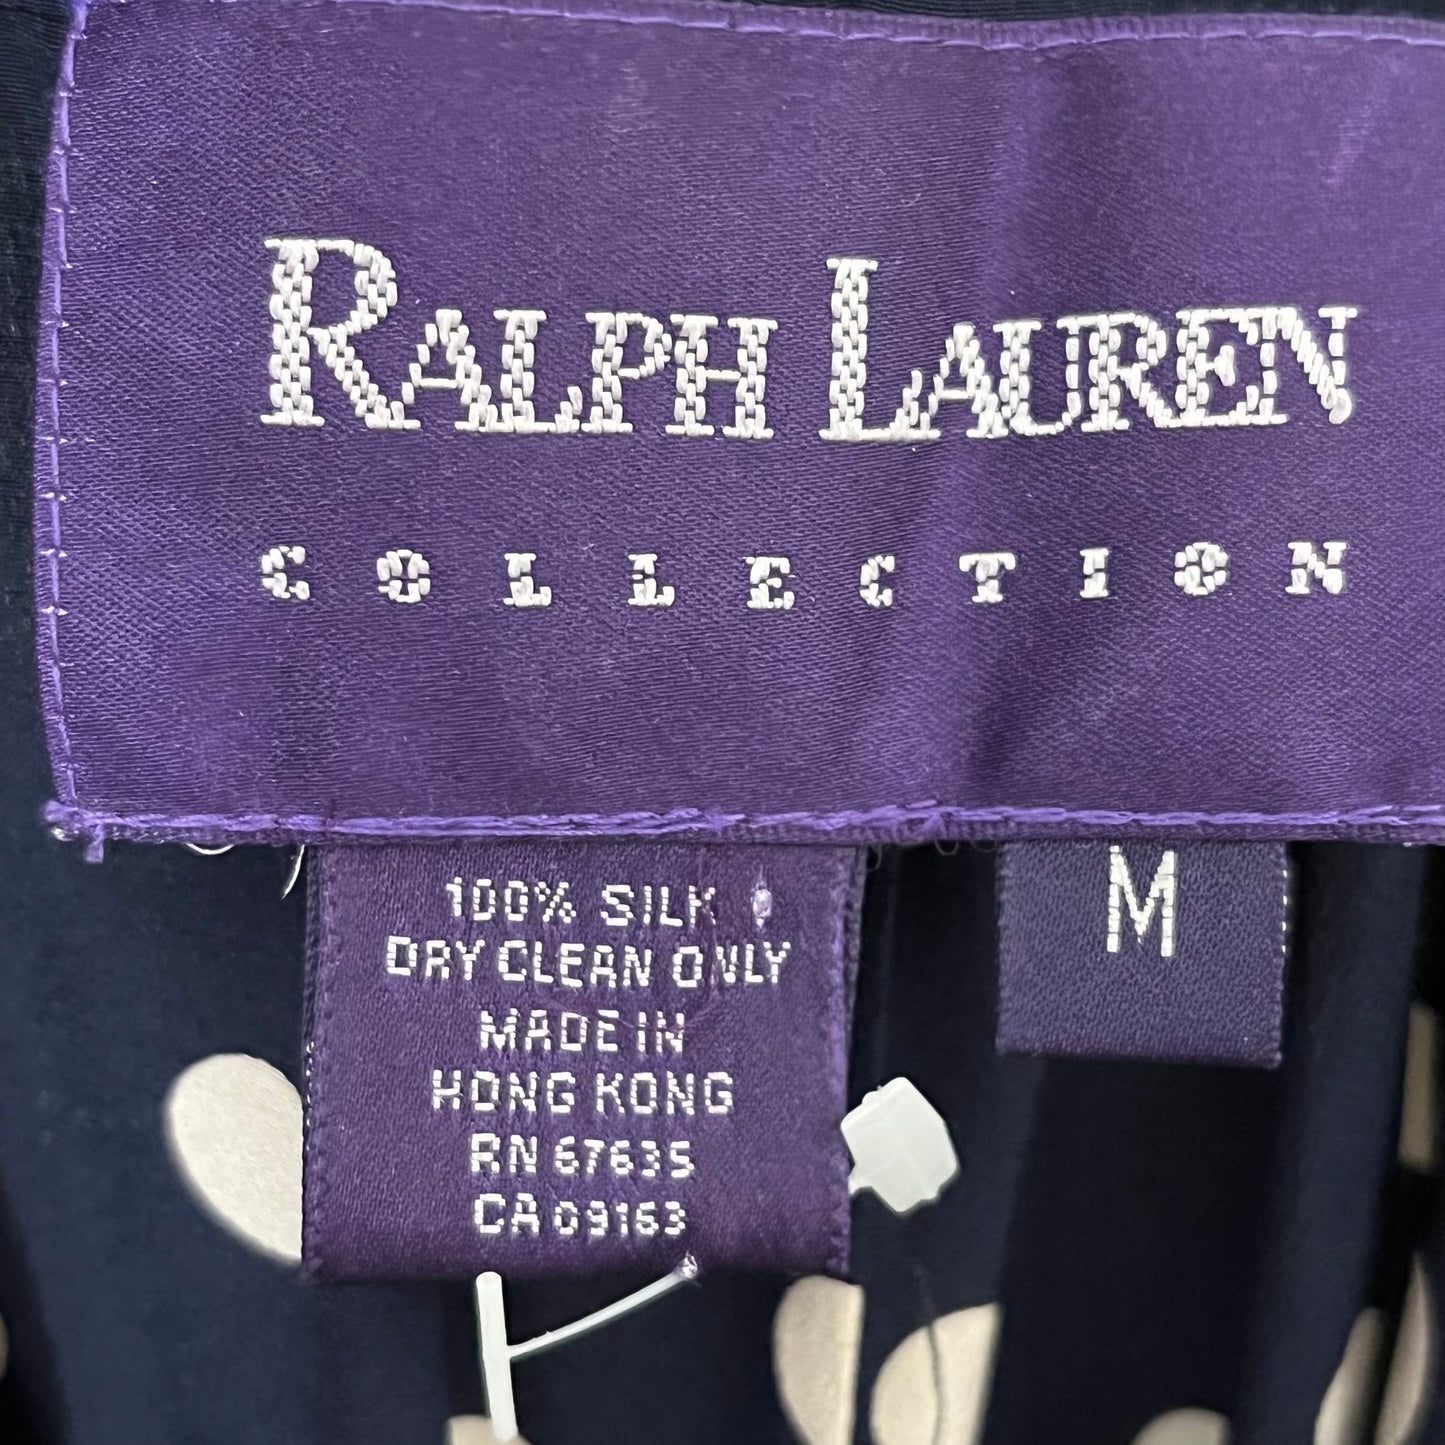 RALPH LAUREN
COLLECTION
100% SILK
DRY CLEAN ONLY
MADE IN
HONG KONG
RN 67635
CA 09163
M